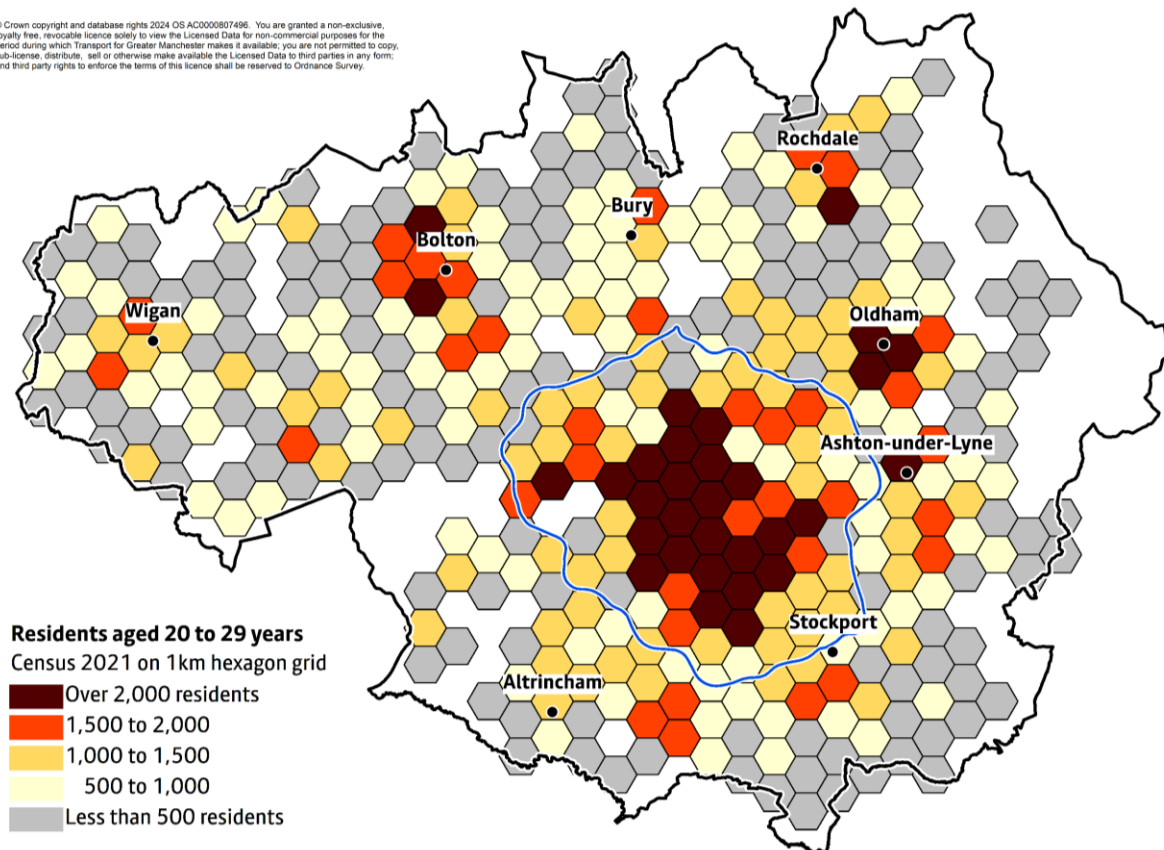 Crown copyright and database rights 2024 OS AC0000807496. You are granted a non-exclusive,
oyalty free, revocable licence solely to view the Licensed Data for non-commercial purposes for the
eriod during which Transport for Greater Manchester makes it available; you are not permitted to copy,
ub-license, distribute, sell or otherwise make available the Licensed Data to third parties in any form;
nd third party rights to enforce the terms of this licence shall be reserved to Ordnance Survey.
Rochdale
Bury
Bolton
Wigan
Oldham
Ashton-under-Lyne
Stockport
Altrincham
Residents aged 20 to 29 years
Census 2021 on 1km hexagon grid
Over 2,000 residents
1,500 to 2,000
1,000 to 1,500
500 to 1,000
Less than 500 residents